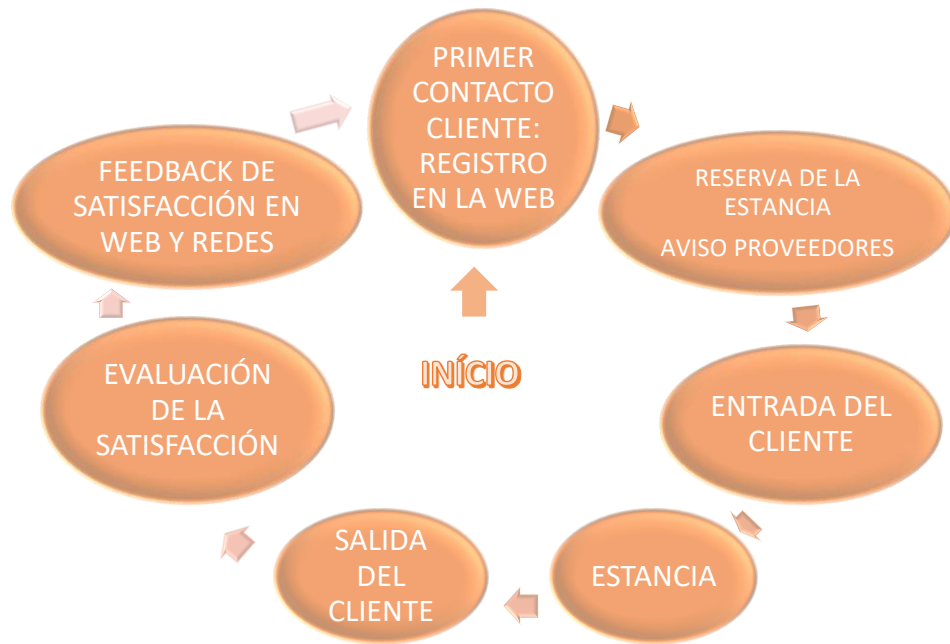 PRIMER
CONTACTO
CLIENTE:
REGISTRO
EN LA WEB
RESERVA DE LA
ESTANCIA
AVISO PROVEEDORES
ENTRADA DEL
CLIENTE
ESTANCIA
SALIDA
DEL
CLIENTE
EVALUACIÓN
DE LA
SATISFACCIÓN
FEEDBACK DE
SATISFACCIÓN EN
WEB Y REDES
INÍCIO